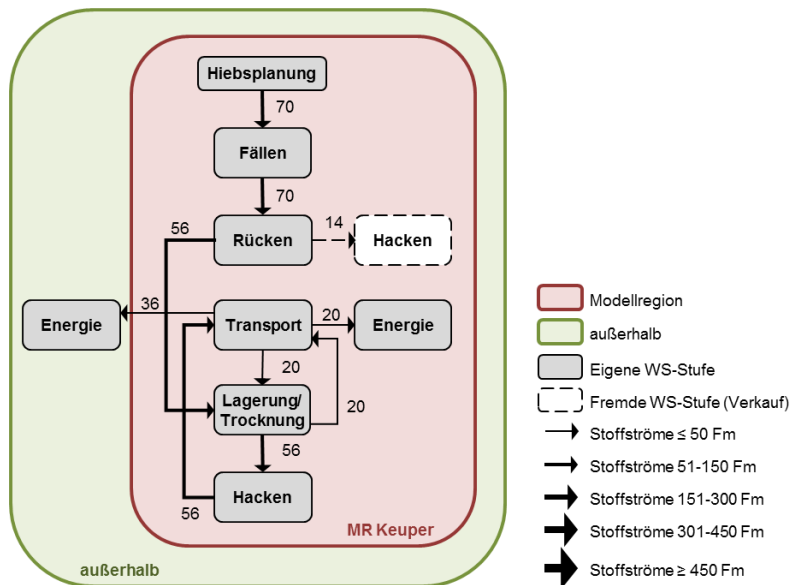 Hiebsplanung
70
Fällen
70
56
Rücken
14
Hacken
Energie
36
Transport
20
Energie
20
Lagerung/
Trocknung
20
56
Hacken
56
MR Keuper
außerhalb
Modellregion
außerhalb
Eigene WS-Stufe
Fremde WS-Stufe (Verkauf)
Stoffströme ≤ 50 Fm
Stoffströme 51-150 Fm
Stoffströme 151-300 Fm
Stoffströme 301-450 Fm
Stoffströme ≥ 450 Fm